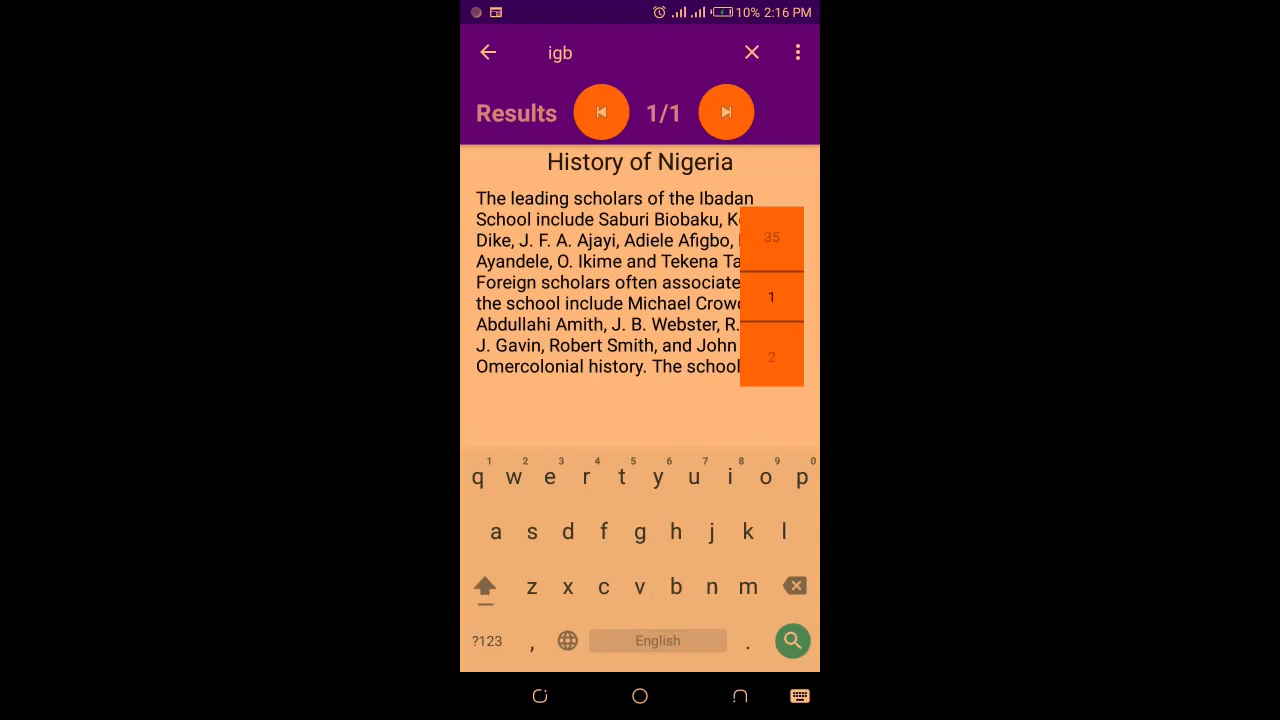 10% 2:16 PM
igb
Results 1/1
History of Nigeria
The leading scholars of the Ibadan
School include Saburi Biobaku,
Dike, J. F. A. Ajayi, Adiele Afigbo,
Ayandele, O. Ikime and Tekena
Foreign scholars often associate
the school include Michael
Abdullahi Amith, J. B. Webster, R.
J. Gavin, Robert Smith, and John
Omercolonial history. The school
35
1
2
1 2 3 4 5 6 7 8 9 0
q w e r t y u i o p
a s d f g h j k l
z x c v b n m
?123 , English .